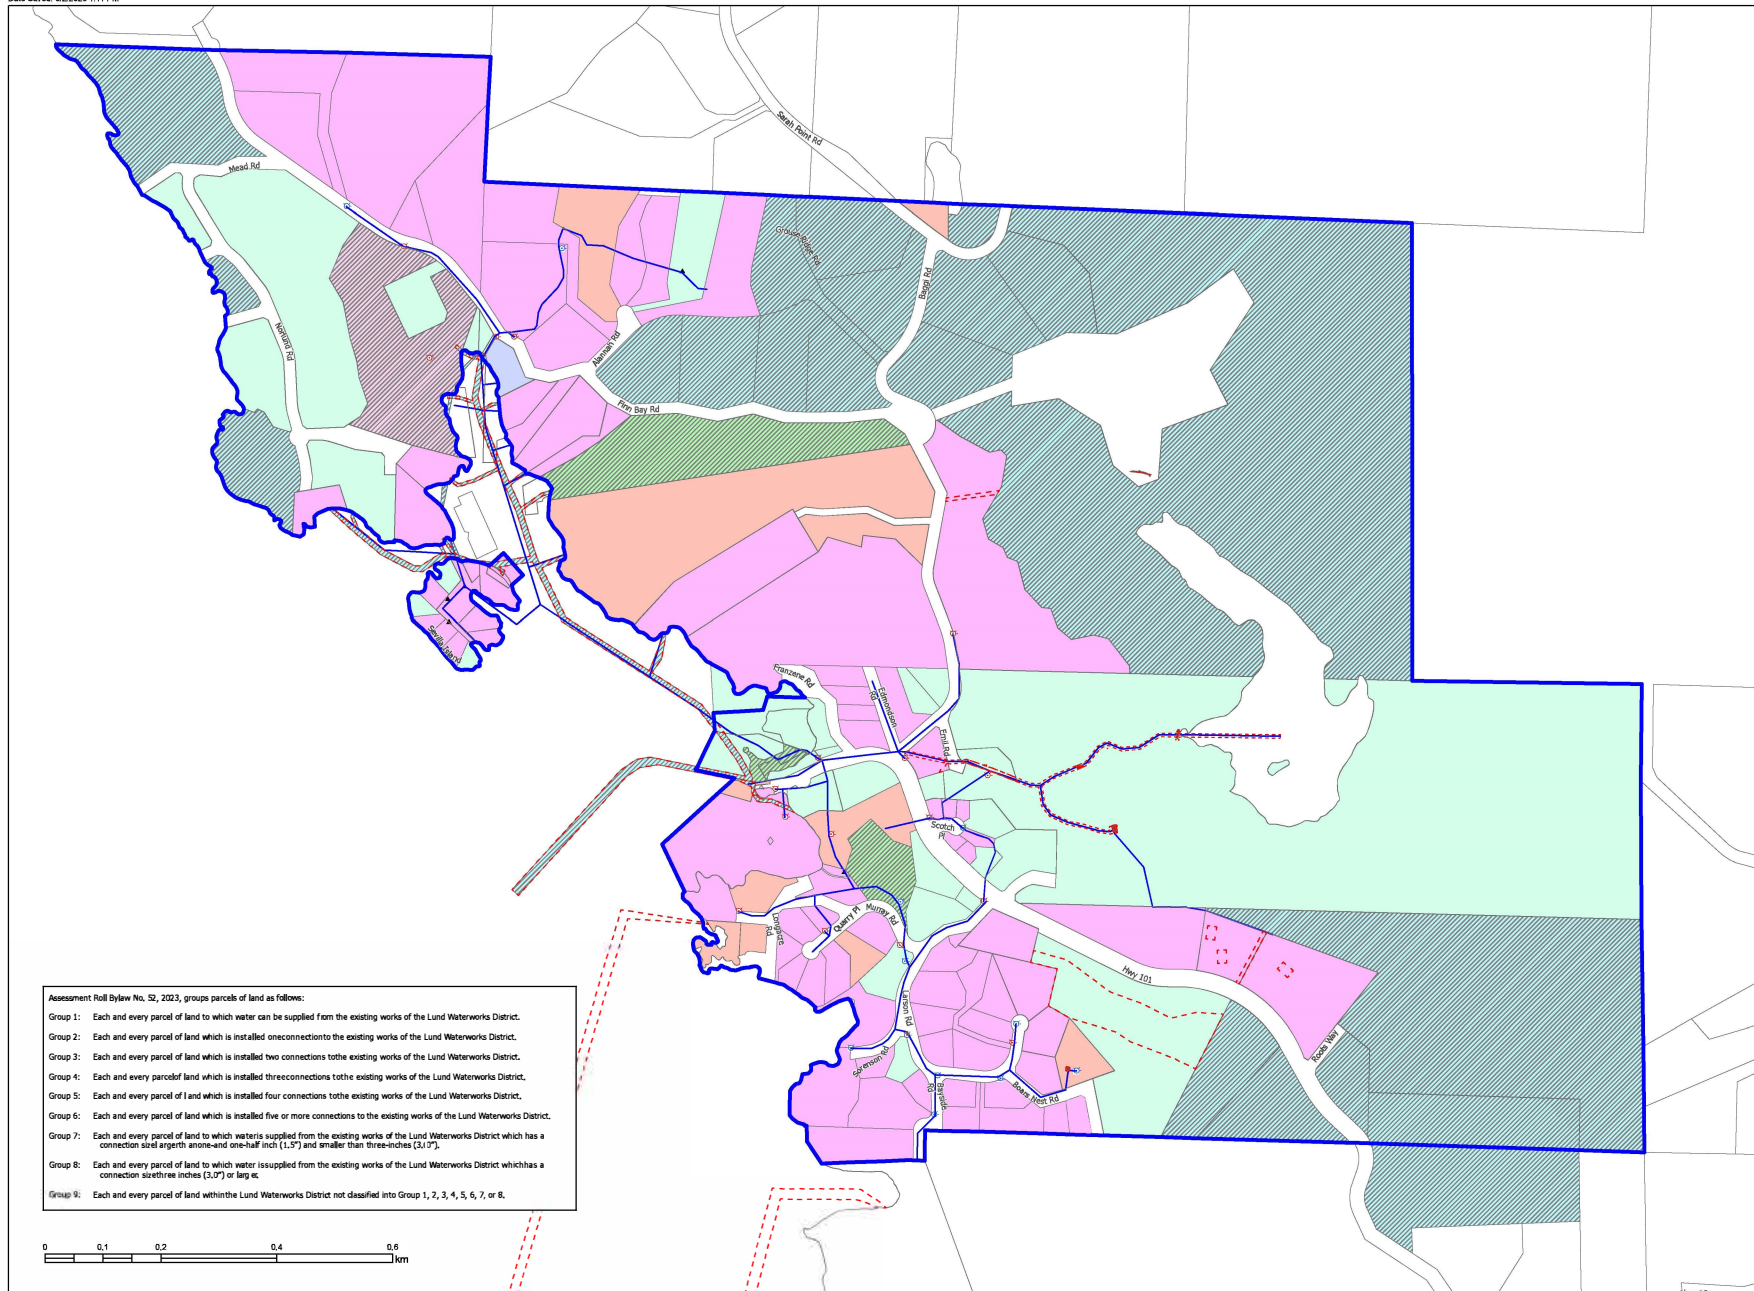 Mead Rd
Norlund Rd
Sarah Point Rd
Grouse Ridge Rd
Baggi Rd
Alannah Rd
Finn Bay Rd
Sevilla Island
Franzene Rd
Edmondson
Rd
Emil Rd
Scotch
Pl
Longacre
Rd
Quarry Pl
Murray Rd
Larson Rd
Hwy 101
Roots Way
Sorenson Rd
Bayside
Rd
Boars Nest Rd
Assessment Roll Bylaw No. 52, 2023, groups parcels of land as follows:
Group 1: Each and every parcel of land to which water can be supplied from the existing works of the Lund Waterworks District.
Group 2: Each and every parcel of land which is installed oneconnectionto the existing works of the Lund Waterworks District.
Group 3: Each and every parcel of land which is installed two connections tothe existing works of the Lund Waterworks District.
Group 4: Each and every parcelof land which is installed threeconnections tothe existing works of the Lund Waterworks District.
Group 5: Each and every parcel of l and which is installed four connections tothe existing works of the Lund Waterworks District.
Group 6: Each and every parcel of land which is installed five or more connections to the existing works of the Lund Waterworks District.
Group 7: Each and every parcel of land to which wateris supplied from the existing works of the Lund Waterworks District which has a
connection sizel argerth anone-and one-half inch (1.5") and smaller than three-inches (3.0").
Group 8: Each and every parcel of land to which water issupplied from the existing works of the Lund Waterworks District whichhas a
connection sizethree inches (3.0") or larg er.
Group 9: Each and every parcel of land withinthe Lund Waterworks District not classified into Group 1, 2, 3, 4, 5, 6, 7, or 8.
0 0.1 0.2 0.4 0.6
km